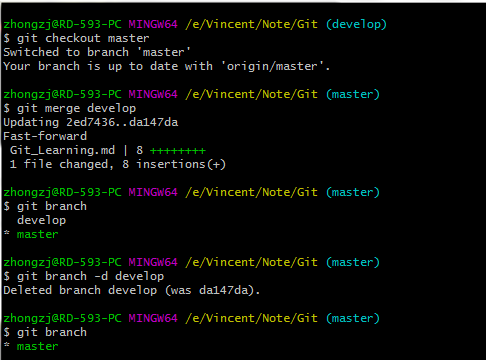 zhongzj@RD-593-PC MINGW64 /e/Vincent/Note/Git (develop)
$ git checkout master
Switched to branch 'master'
Your branch is up to date with 'origin/master'.
zhongzj@RD-593-PC MINGW64 /e/Vincent/Note/Git (master)
$ git merge develop
Updating 2ed7436..da147da
Fast-forward
 Git_Learning.md | 8 ++++++++
 1 file changed, 8 insertions(+)
zhongzj@RD-593-PC MINGW64 /e/Vincent/Note/Git (master)
$ git branch
  develop
* master
zhongzj@RD-593-PC MINGW64 /e/Vincent/Note/Git (master)
$ git branch -d develop
Deleted branch develop (was da147da).
zhongzj@RD-593-PC MINGW64 /e/Vincent/Note/Git (master)
$ git branch
* master